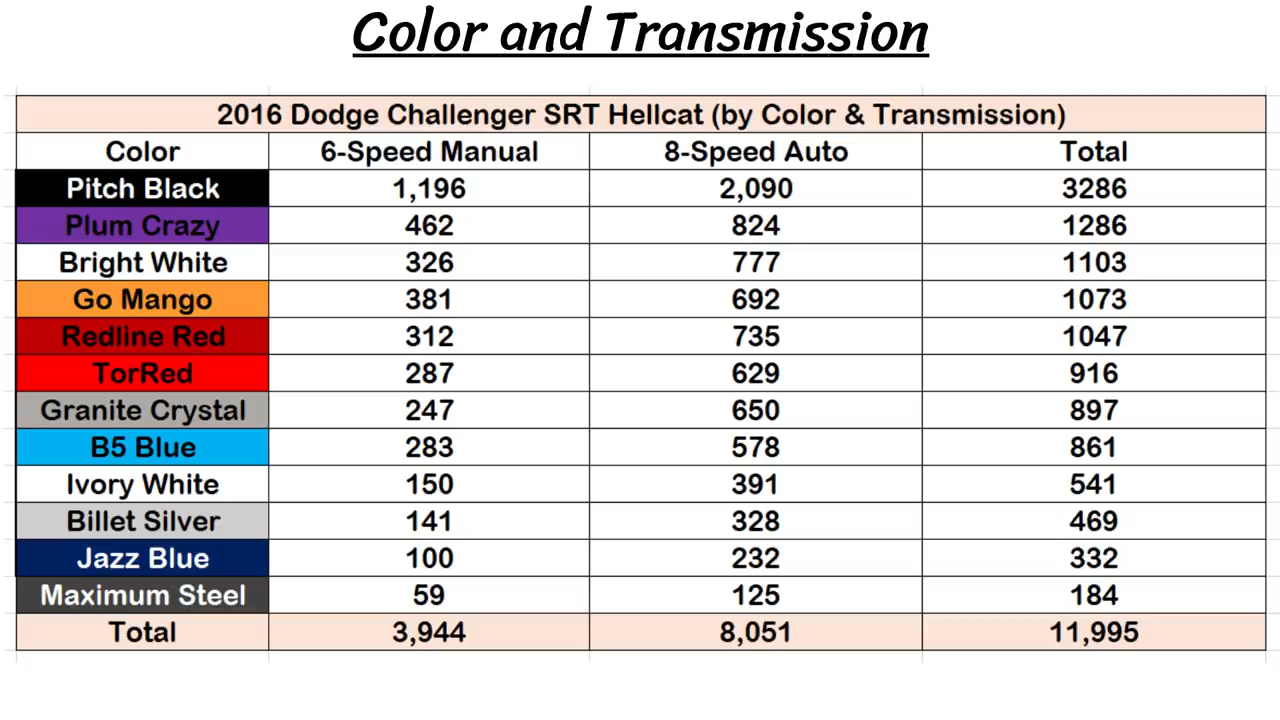 Color and Transmission
2016 Dodge Challenger SRT Hellcat (by Color & Transmission)
Color 6-Speed Manual 8-Speed Auto Total
Pitch Black 1,196 2,090 3286
Plum Crazy 462 824 1286
Bright White 326 777 1103
Go Mango 381 692 1073
Redline Red 312 735 1047
TorRed 287 629 916
Granite Crystal 247 650 897
B5 Blue 283 578 861
Ivory White 150 391 541
Billet Silver 141 328 469
Jazz Blue 100 232 332
Maximum Steel 59 125 184
Total 3,944 8,051 11,995